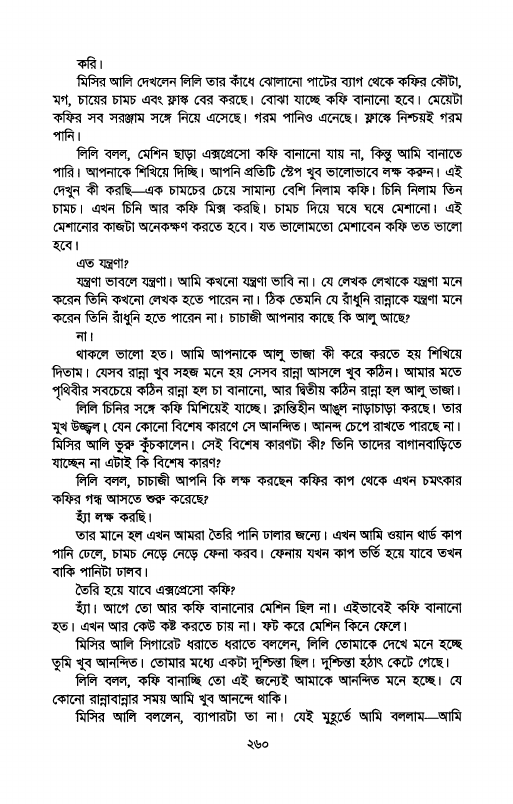 করি।
মিসির আলি দেখলেন লিলি তার কাঁধে ঝোলানো পাটের ব্যাগ থেকে কফির কৌটা,
মগ, চায়ের চামচ এবং ফ্লাস্ক বের করছে। বোঝা যাচ্ছে কফি বানানো হবে। মেয়েটা
কফির সব সরঞ্জাম সঙ্গে নিয়ে এসেছে। গরম পানিও এনেছে। ফ্লাস্কে নিশ্চয়ই গরম
পানি।
লিলি বলল, মেশিন ছাড়া এক্সপ্রেসো কফি বানানো যায় না, কিন্তু আমি বানাতে
পারি। আপনাকে শিখিয়ে দিচ্ছি। আপনি প্রতিটি স্টেপ খুব ভালোভাবে লক্ষ করুন। এই
দেখুন কী করছি—এক চামচের চেয়ে সামান্য বেশি নিলাম কফি। চিনি নিলাম তিন
চামচ। এখন চিনি আর কফি মিক্স করছি। চামচ দিয়ে ঘষে ঘষে মেশানো। এই
মেশানোর কাজটা অনেকক্ষণ করতে হবে। যত ভালোমতো মেশাবেন কফি তত ভালো
হবে।
এত যন্ত্রণা?
যন্ত্রণা ভাবলে যন্ত্রণা। আমি কখনো যন্ত্রণা ভাবি না। যে লেখক লেখাকে যন্ত্রণা মনে
করেন তিনি কখনো লেখক হতে পারেন না। ঠিক তেমনি যে রাঁধুনি রান্নাকে যন্ত্রণা মনে
করেন তিনি রাঁধুনি হতে পারেন না। চাচাজী আপনার কাছে কি আলু আছে?
না।
থাকলে ভালো হত। আমি আপনাকে আলু ভাজা কী করে করতে হয় শিখিয়ে
দিতাম। যেসব রান্না খুব সহজ মনে হয় সেসব রান্না আসলে খুব কঠিন। আমার মতে
পৃথিবীর সবচেয়ে কঠিন রান্না হল চা বানানো, আর দ্বিতীয় কঠিন রান্না হল আলু ভাজা।
লিলি চিনির সঙ্গে কফি মিশিয়েই যাচ্ছে। ক্লান্তিহীন আঙুল নাড়াচাড়া করছে। তার
মুখ উজ্জ্বল। যেন কোনো বিশেষ কারণে সে আনন্দিত। আনন্দ চেপে রাখতে পারছে না।
মিসির আলি ভুরু কুঁচকালেন। সেই বিশেষ কারণটা কী? তিনি তাদের বাগানবাড়িতে
যাচ্ছেন না এটাই কি বিশেষ কারণ?
লিলি বলল, চাচাজী আপনি কি লক্ষ করছেন কফির কাপ থেকে এখন চমৎকার
কফির গন্ধ আসতে শুরু করেছে?
হ্যাঁ লক্ষ করছি।
তার মানে হল এখন আমরা তৈরি পানি ঢালার জন্যে। এখন আমি ওয়ান থার্ড কাপ
পানি ঢেলে, চামচ নেড়ে নেড়ে ফেনা করব। ফেনায় যখন কাপ ভর্তি হয়ে যাবে তখন
বাকি পানিটা ঢালব।
তৈরি হয়ে যাবে এক্সপ্রেসো কফি?
হ্যাঁ। আগে তো আর কফি বানানোর মেশিন ছিল না। এইভাবেই কফি বানানো
হত। এখন আর কেউ কষ্ট করতে চায় না। ফট করে মেশিন কিনে ফেলে।
মিসির আলি সিগারেট ধরাতে ধরাতে বললেন, লিলি তোমাকে দেখে মনে হচ্ছে
তুমি খুব আনন্দিত। তোমার মধ্যে একটা দুশ্চিন্তা ছিল। দুশ্চিন্তা হঠাৎ কেটে গেছে।
লিলি বলল, কফি বানাচ্ছি তো এই জন্যেই আমাকে আনন্দিত মনে হচ্ছে। যে
কোনো রান্নাবান্নার সময় আমি খুব আনন্দে থাকি।
মিসির আলি বললেন, ব্যাপারটা তা না। যেই মুহূর্তে আমি বললাম—আমি
২৬০